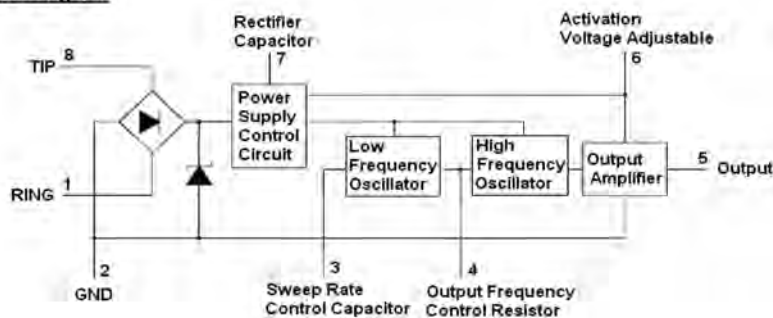 Rectifier
Capacitor
7
Activation
Voltage Adjustable
6
TIP
8
Power
Supply
Control
Circuit
Low
Frequency
Oscillator
High
Frequency
Oscillator
Output
Amplifier
5
Output
1
RING
2
GND
3
Sweep Rate
Control Capacitor
4
Output Frequency
Control Resistor